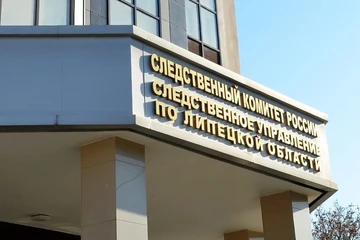 СЛЕДСТВЕННЫЙ КОМИТЕТ РОССИИ
СЛЕДСТВЕННОЕ УПРАВЛЕНИЕ
ПО ЛИПЕЦКОЙ ОБЛАСТИ